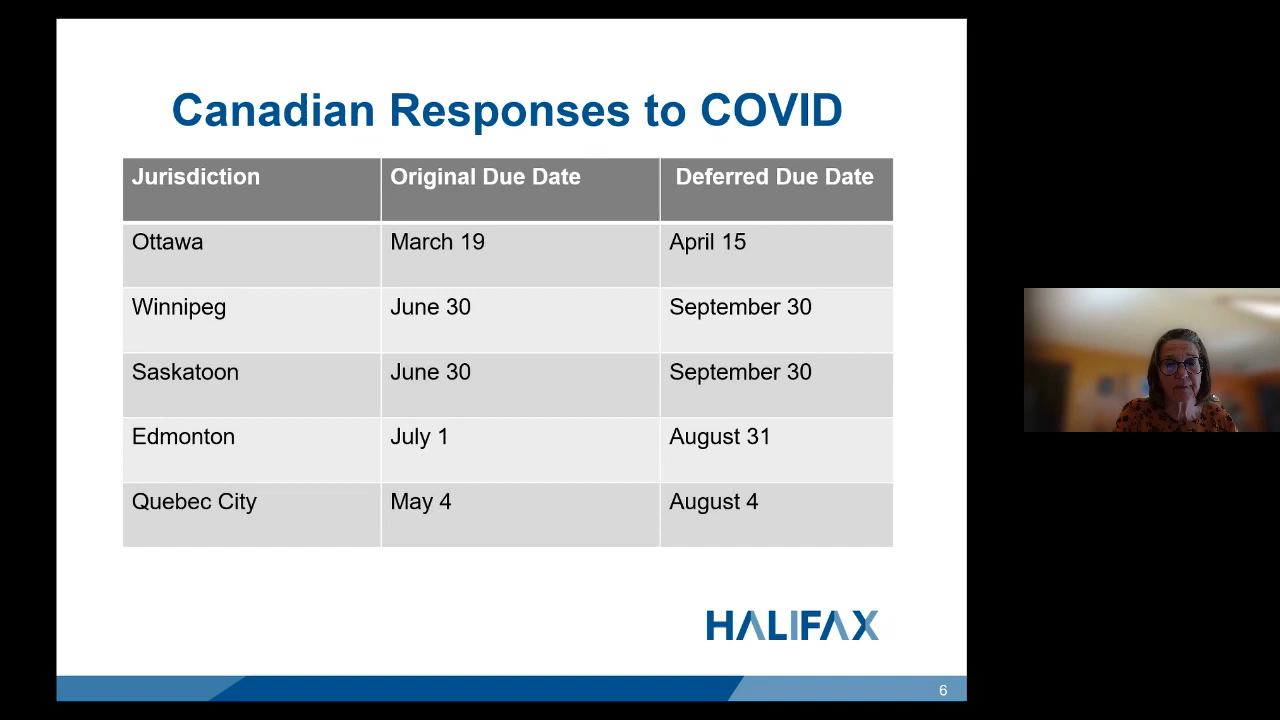 Canadian Responses to COVID
Jurisdiction Original Due Date Deferred Due Date
Ottawa March 19 April 15
Winnipeg June 30 September 30
Saskatoon June 30 September 30
Edmonton July 1 August 31
Quebec City May 4 August 4
HALIFAX
6